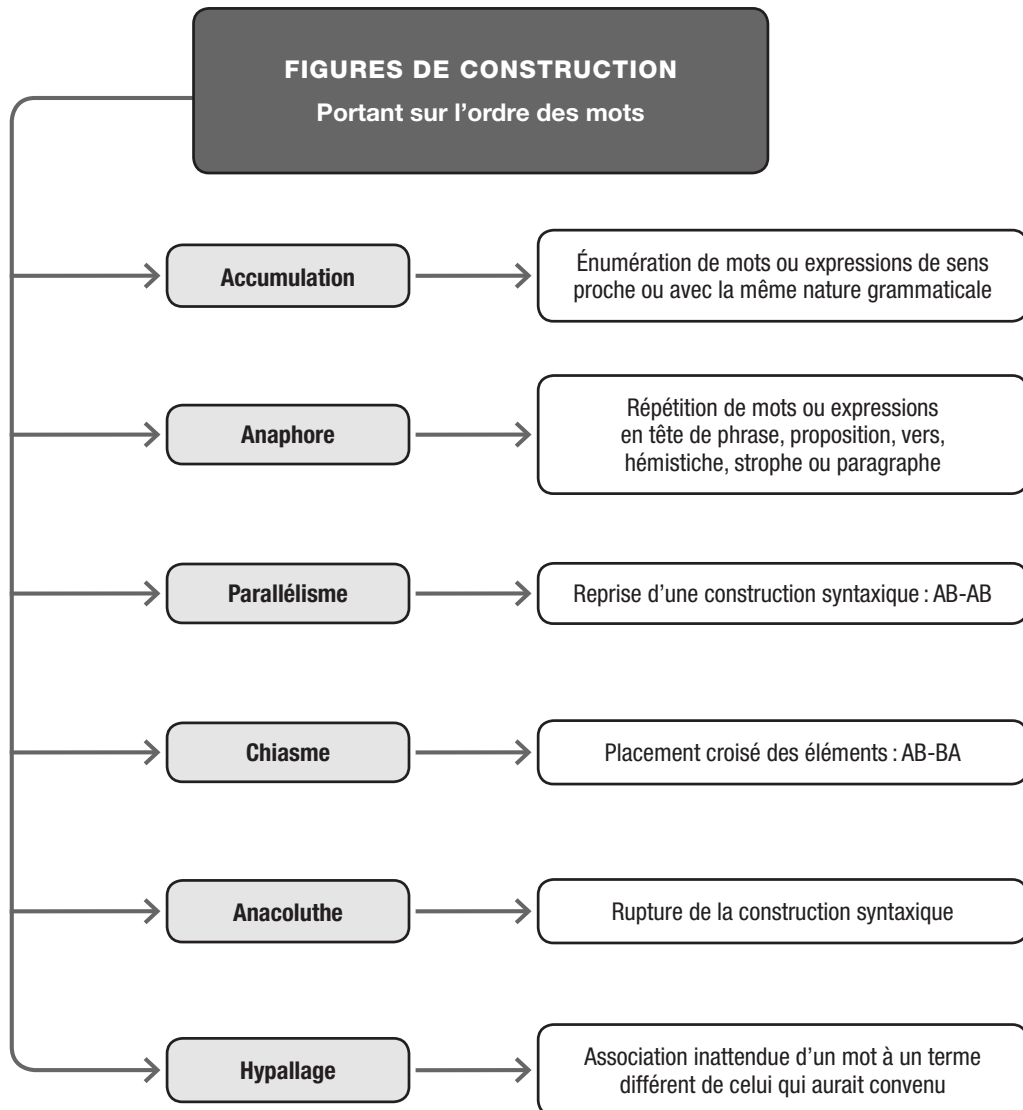 FIGURES DE CONSTRUCTION
Portant sur l’ordre des mots
Accumulation
Énumération de mots ou expressions de sens
proche ou avec la même nature grammaticale
Anaphore
Répétition de mots ou expressions
en tête de phrase, proposition, vers,
hémistiche, strophe ou paragraphe
Parallélisme
Reprise d’une construction syntaxique : AB-AB
Chiasme
Placement croisé des éléments : AB-BA
Anacoluthe
Rupture de la construction syntaxique
Hypallage
Association inattendue d’un mot à un terme
différent de celui qui aurait convenu